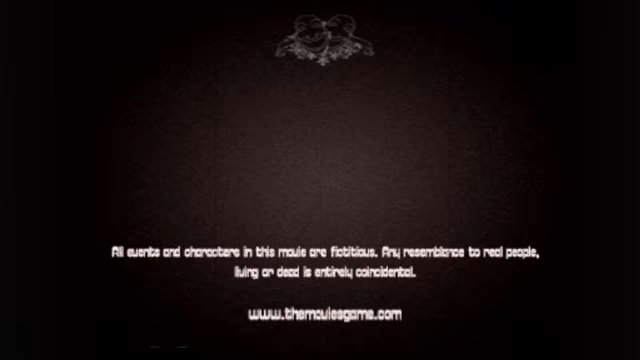 All events and characters in this movie are fictitious. Any resemblance to real people,
living or dead is entirely coincidental.
www.themoviesgame.com